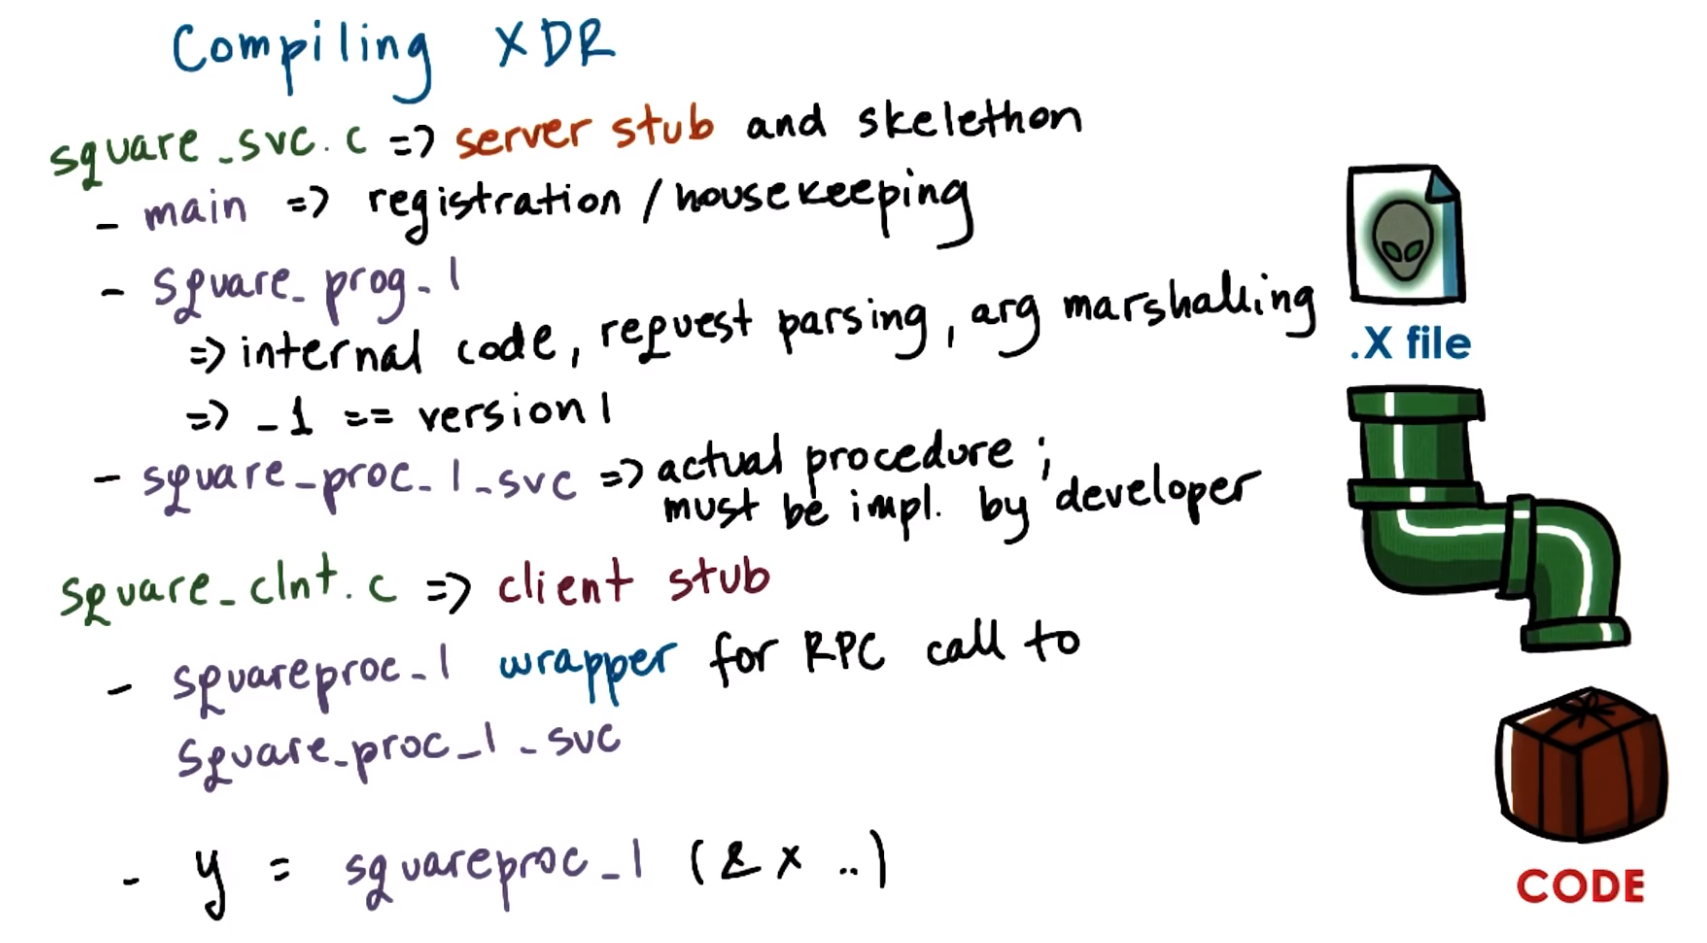 Compiling XDR
square_svc.c => server stub and skelethon
- main => registration/housekeeping
- square_prog_1
=> internal code, request parsing, arg marshalling
=> _1 == version 1
- square_proc_1_svc => actual procedure;
must be impl. by developer
square_clnt.c => client stub
- squareproc_1 wrapper for RPC call to
square_proc_1_svc
- y = squareproc_1 (&x ..)
.X file
CODE